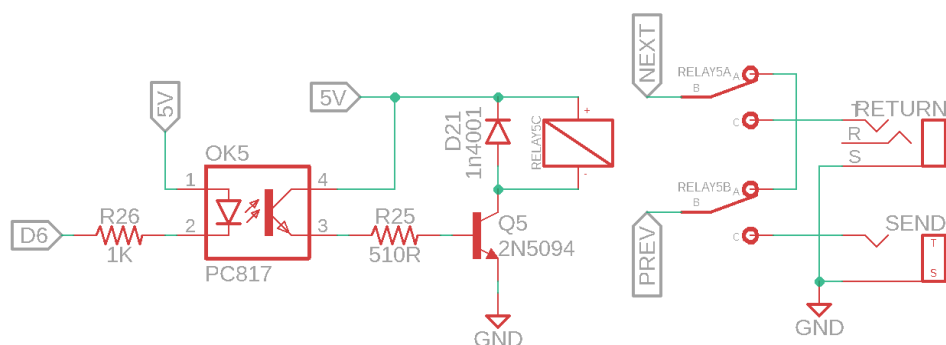 NEXT
RELAY5A
A
B
C
5V
5V
D21
1n4001
RELAY5C
+
-
T
RETURN
R
S
OK5
1
4
2
3
PC817
D6
R26
1K
R25
510R
Q5
2N5094
GND
RELAY5B
A
B
C
PREV
SEND
T
S
GND